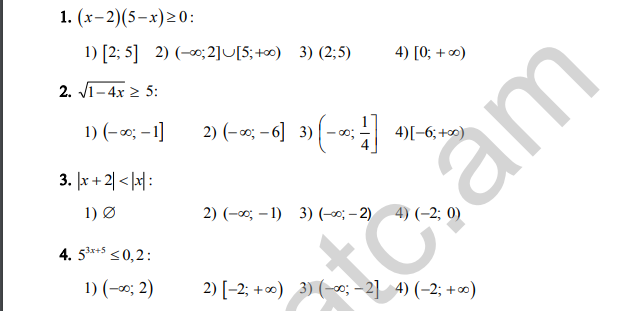 1. (x−2)(5−x)≥0:
1) [2; 5] 2) (−∞;2]∪[5;+∞) 3) (2;5) 4) [0; +∞)
2. √(1−4x) ≥ 5:
1) (−∞; −1] 2) (−∞; −6] 3) (−∞; 1/4] 4)[−6;+∞)
3. |x+2|<|x|:
1) ∅ 2) (−∞; −1) 3) (−∞; −2) 4) (−2; 0)
4. 5^(3x+5) ≤ 0,2:
1) (−∞; 2) 2) [−2; +∞) 3) (−∞; −2] 4) (−2; +∞)
atc.am